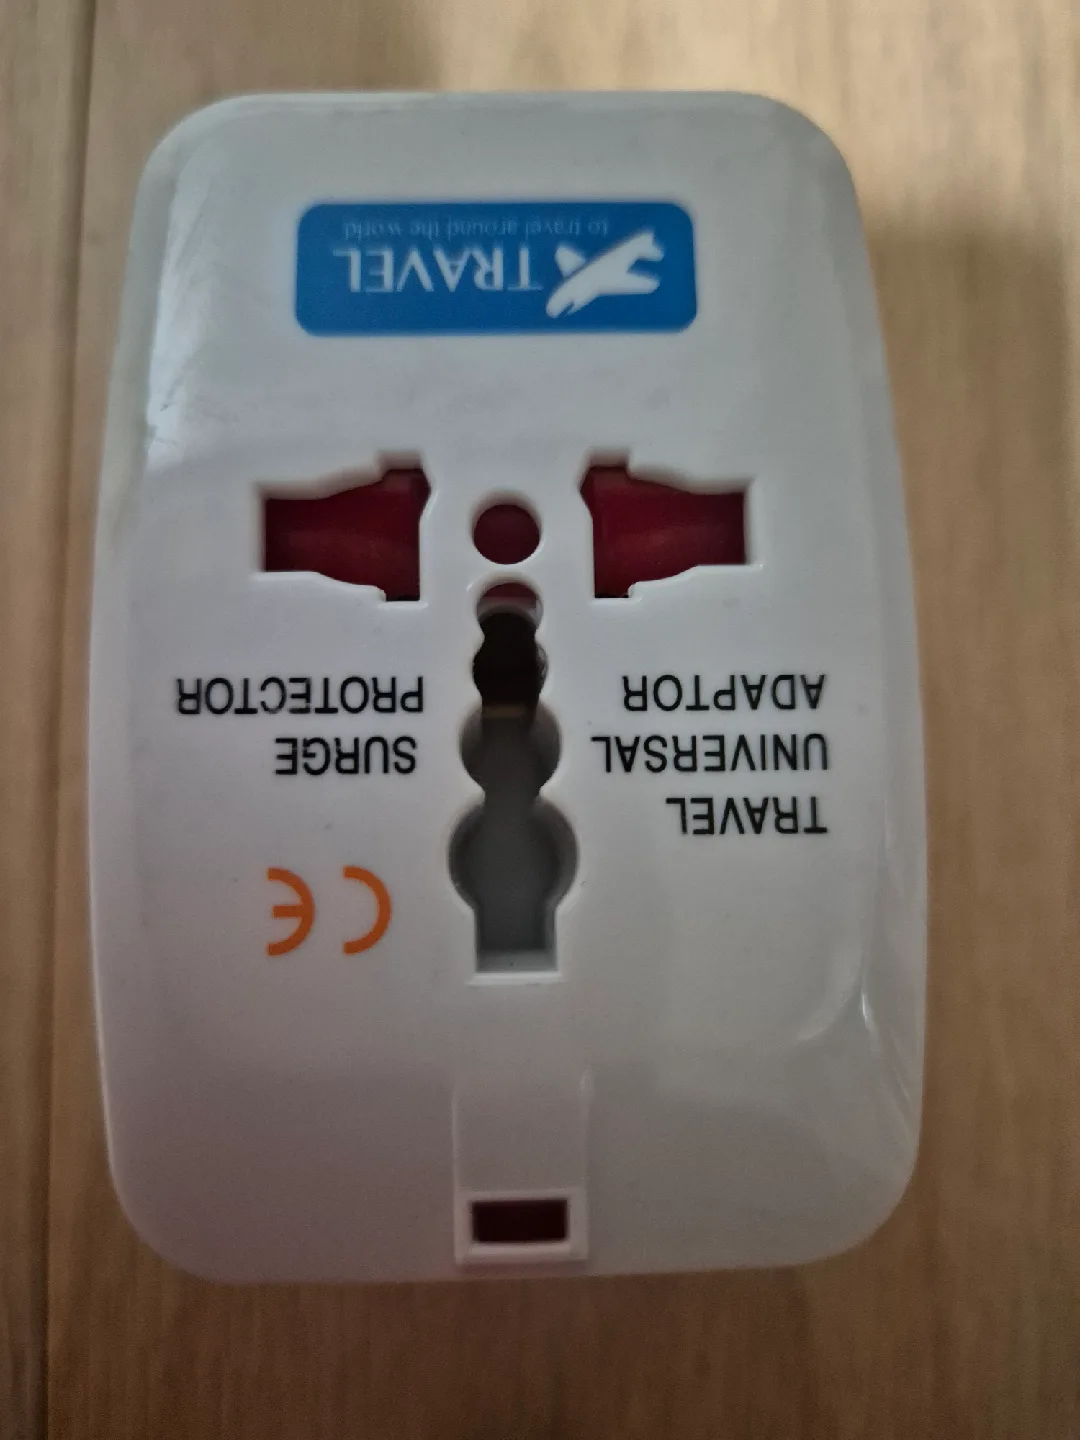 TRAVEL
to travel around the world
TRAVEL
UNIVERSAL
ADAPTOR
SURGE
PROTECTOR
CE